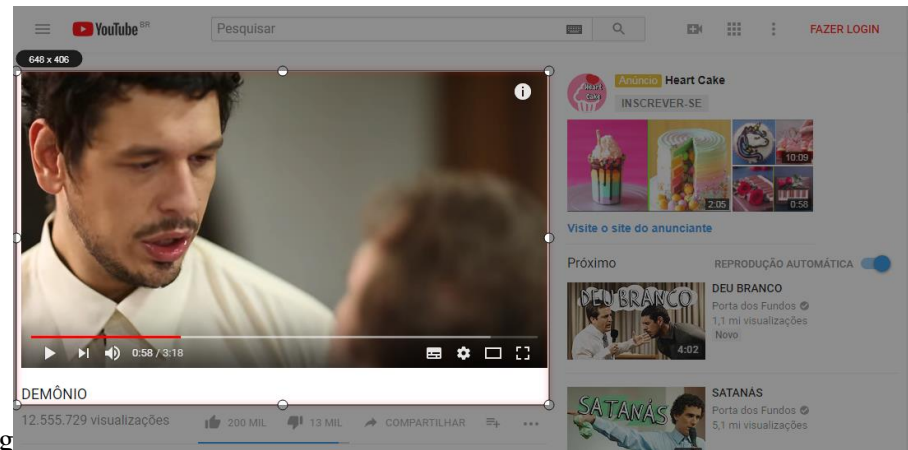 YouTube BR
Pesquisar
FAZER LOGIN
648 x 406
Anúncio Heart Cake
INSCREVER-SE
Heart
Cake
10:09
2:05
0:58
Visite o site do anunciante
Próximo
REPRODUÇÃO AUTOMÁTICA
DEU BRANCO
DEU BRANCO
Porta dos Fundos
1,1 mi visualizações
Novo
4:02
0:58 / 3:18
DEMÔNIO
12.555.729 visualizações
200 MIL
13 MIL
COMPARTILHAR
SATANÁS
SATANÁS
Porta dos Fundos
5,1 mi visualizações
g